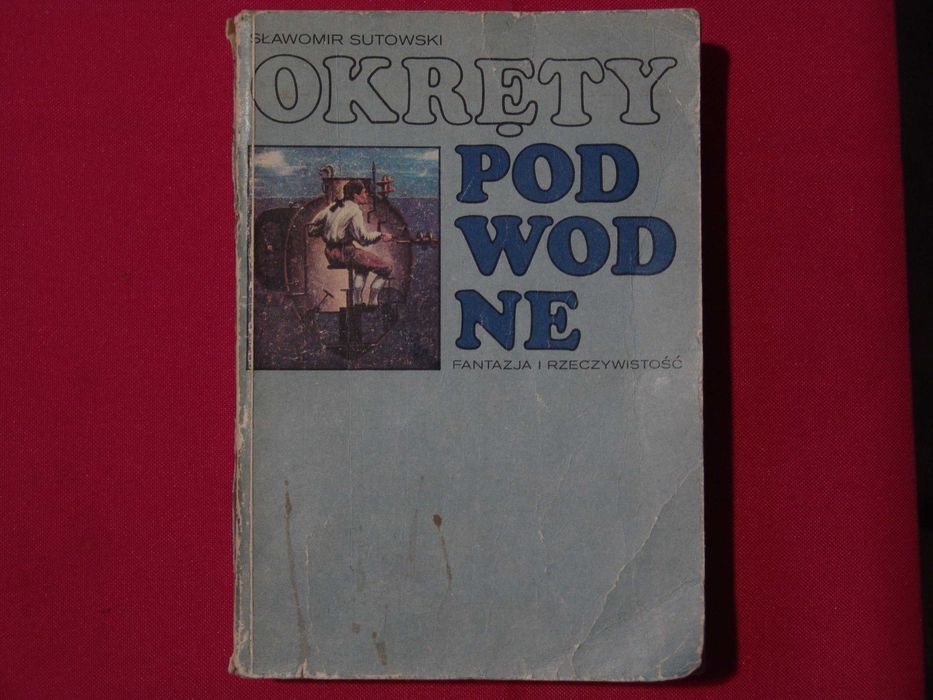 SŁAWOMIR SUTOWSKI
OKRĘTY
POD
WOD
NE
FANTAZJA I RZECZYWISTOŚĆ